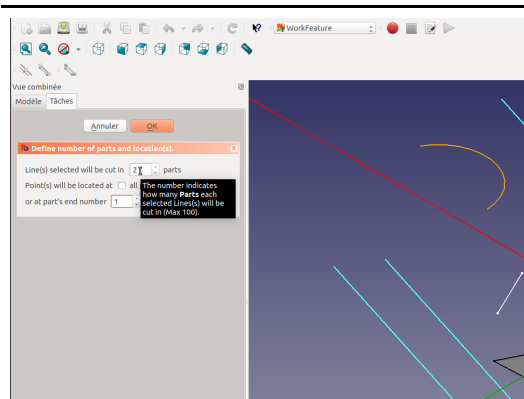 WorkFeature
Vue combinée
Modèle Tâches
Annuler OK
Define number of parts and location(s).
Line(s) selected will be cut in 2 parts
Point(s) will be located at all
or at part's end number 1
The number indicates
how many Parts each
selected Lines(s) will be
cut in (Max 100).